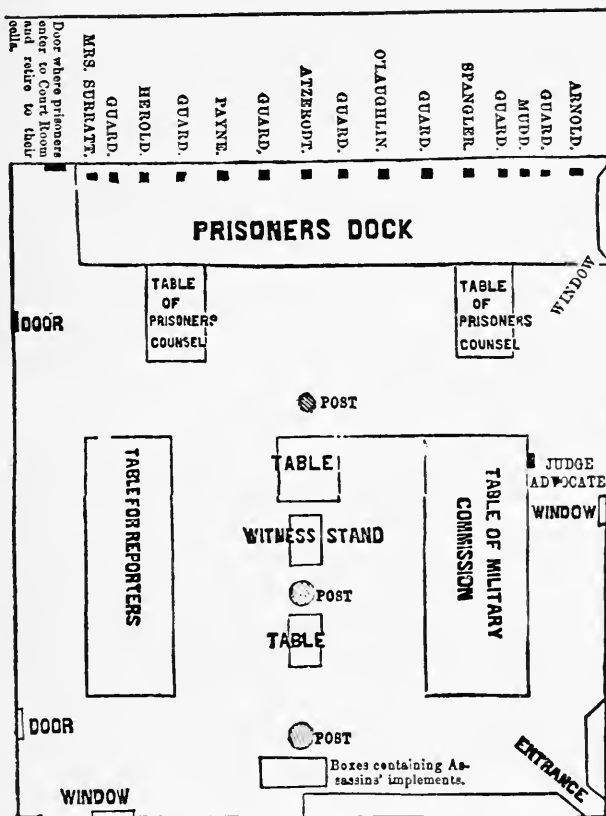 Door where prisoners
enter to Court Room
and retire to their
cells.
MRS. SURRATT.
GUARD.
HEROLD.
GUARD.
PAYNE.
GUARD,
ATZERODT.
GUARD.
O'LAUGHLIN.
GUARD.
SPANGLER.
GUARD.
MUDD.
GUARD.
ARNOLD.
PRISONERS DOCK
TABLE
OF
PRISONERS
COUNSEL
TABLE
OF
PRISONERS
COUNSEL
WINDOW
DOOR
POST
TABLE FOR REPORTERS
TABLE
WITNESS STAND
POST
TABLE
TABLE OF MILITARY
COMMISSION
JUDGE
ADVOCATE
WINDOW
DOOR
POST
Boxes containing As-
sassins' implements.
ENTRANCE
WINDOW